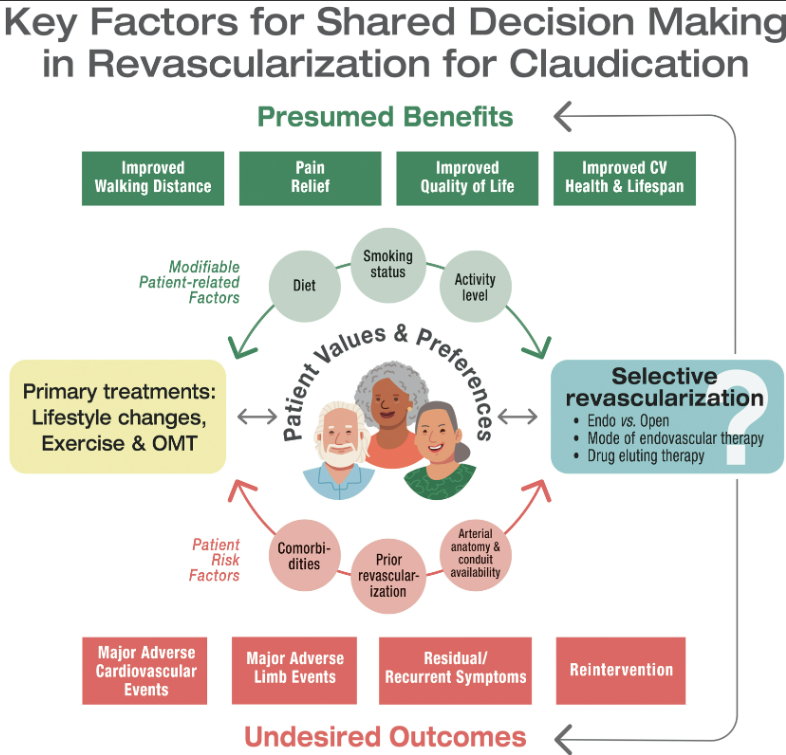 Key Factors for Shared Decision Making
in Revascularization for Claudication
Presumed Benefits
Improved
Walking Distance
Pain
Relief
Improved
Quality of Life
Improved CV
Health & Lifespan
Modifiable
Patient-related
Factors
Diet
Smoking
status
Activity
level
Patient Values & Preferences
Primary treatments:
Lifestyle changes,
Exercise & OMT
Selective
revascularization
?
• Endo vs. Open
• Mode of endovascular therapy
• Drug eluting therapy
Patient
Risk
Factors
Comorbi-
dities
Prior
revascular-
ization
Arterial
anatomy &
conduit
availability
Major Adverse
Cardiovascular
Events
Major Adverse
Limb Events
Residual/
Recurrent Symptoms
Reintervention
Undesired Outcomes